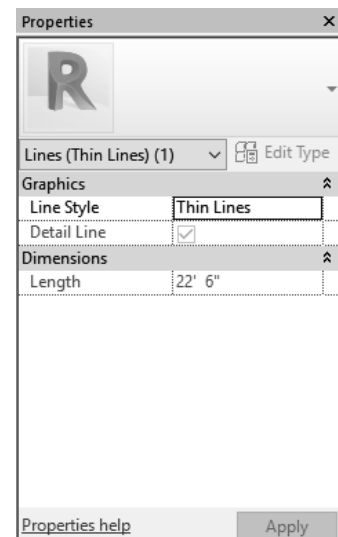 Properties
R
Lines (Thin Lines) (1)
Edit Type
Graphics
Line Style Thin Lines
Detail Line
Dimensions
Length 22' 6"
Properties help
Apply